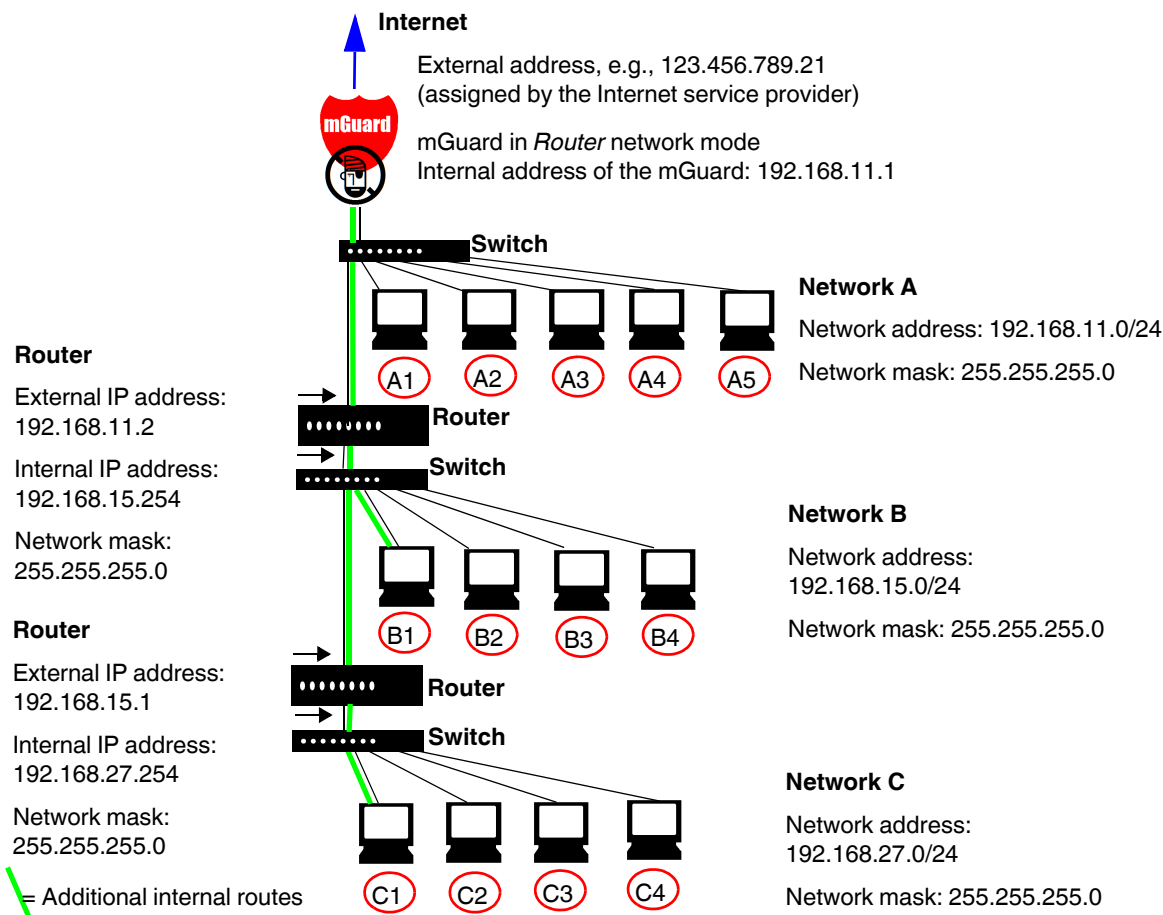 Internet
External address, e.g., 123.456.789.21
(assigned by the Internet service provider)
mGuard
mGuard in Router network mode
Internal address of the mGuard: 192.168.11.1
Switch
Network A
Network address: 192.168.11.0/24
Network mask: 255.255.255.0
A1
A2
A3
A4
A5
Router
External IP address:
192.168.11.2
Internal IP address:
192.168.15.254
Network mask:
255.255.255.0
Router
Switch
Network B
Network address:
192.168.15.0/24
Network mask: 255.255.255.0
B1
B2
B3
B4
Router
External IP address:
192.168.15.1
Internal IP address:
192.168.27.254
Network mask:
255.255.255.0
Router
Switch
Network C
Network address:
192.168.27.0/24
Network mask: 255.255.255.0
C1
C2
C3
C4
= Additional internal routes